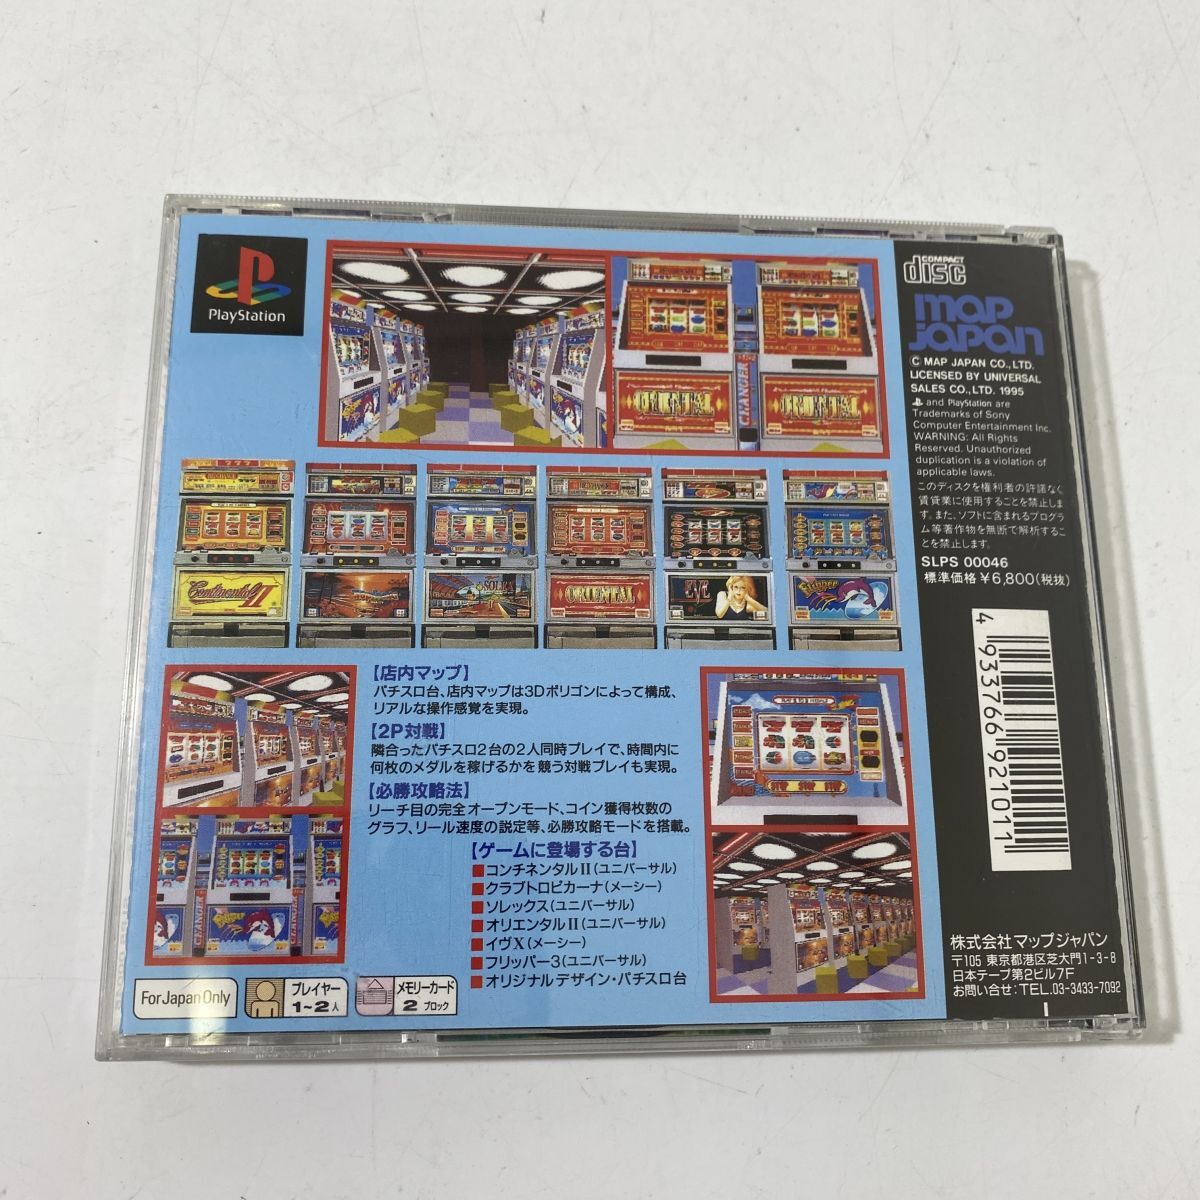 PlayStation
CHANGER
ORIENTAL
ORIENTAL
Continental II
SOLEX
ORIENTAL
EVE
Flipper
【店内マップ】
パチスロ台、店内マップは3Dポリゴンによって構成、
リアルな操作感覚を実現。
【2P対戦】
隣合ったパチスロ2台の2人同時プレイで、時間内に
何枚のメダルを稼げるかを競う対戦プレイも実現。
【必勝攻略法】
リーチ目の完全オープンモード、コイン獲得枚数の
グラフ、リール速度の設定等、必勝攻略モードを搭載。
【ゲームに登場する台】
■コンチネンタルⅡ(ユニバーサル)
■クラブトロピカーナ(メーシー)
■ソレックス(ユニバーサル)
■オリエンタルⅡ(ユニバーサル)
■イヴX(メーシー)
■フリッパー3(ユニバーサル)
■オリジナルデザイン・パチスロ台
CHANGER
For Japan Only
プレイヤー
1~2人
メモリーカード
2ブロック
COMPACT
disc
map
japan
© MAP JAPAN CO., LTD.
LICENSED BY UNIVERSAL
SALES CO., LTD. 1995
and PlayStation are
Trademarks of Sony
Computer Entertainment Inc.
WARNING: All Rights
Reserved. Unauthorized
duplication is a violation of
applicable laws.
このディスクを権利者の許諾なく
賃貸業に使用することを禁止しま
す。また、ソフトに含まれるプログラ
ム等著作物を無断で解析するこ
とを禁止します。
SLPS 00046
標準価格 ¥6,800(税抜)
4 933766 921011
株式会社マップジャパン
〒105 東京都港区芝大門1-3-8
日本テープ第2ビル7F
お問い合せ:TEL.03-3433-7092